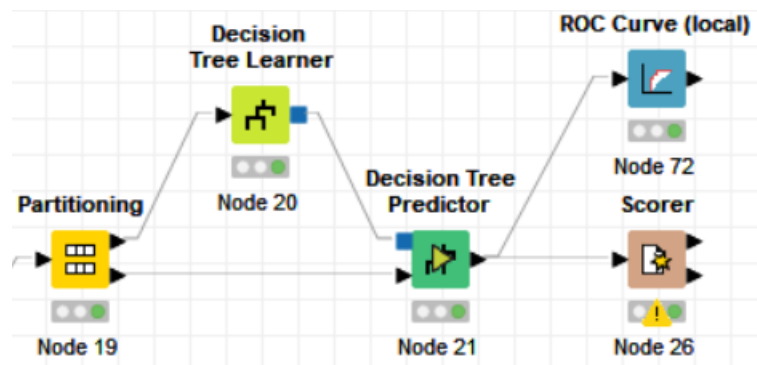 ROC Curve (local)
Decision
Tree Learner
Node 72
Node 20
Decision Tree
Predictor
Partitioning
Scorer
!
Node 19
Node 21
Node 26